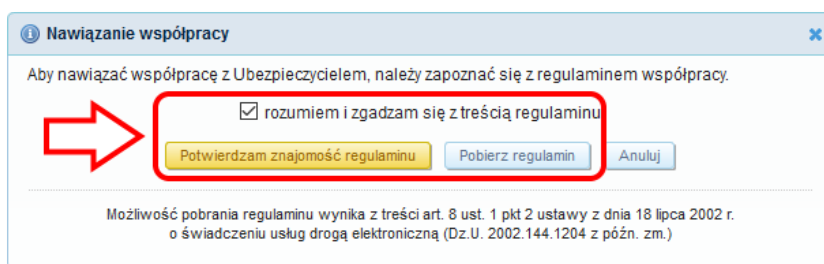 Nawiązanie współpracy
Aby nawiązać współpracę z Ubezpieczycielem, należy zapoznać się z regulaminem współpracy.
rozumiem i zgadzam się z treścią regulaminu
Potwierdzam znajomość regulaminu Pobierz regulamin Anuluj
Możliwość pobrania regulaminu wynika z treści art. 8 ust. 1 pkt 2 ustawy z dnia 18 lipca 2002 r.
o świadczeniu usług drogą elektroniczną (Dz.U. 2002.144.1204 z późn. zm.)